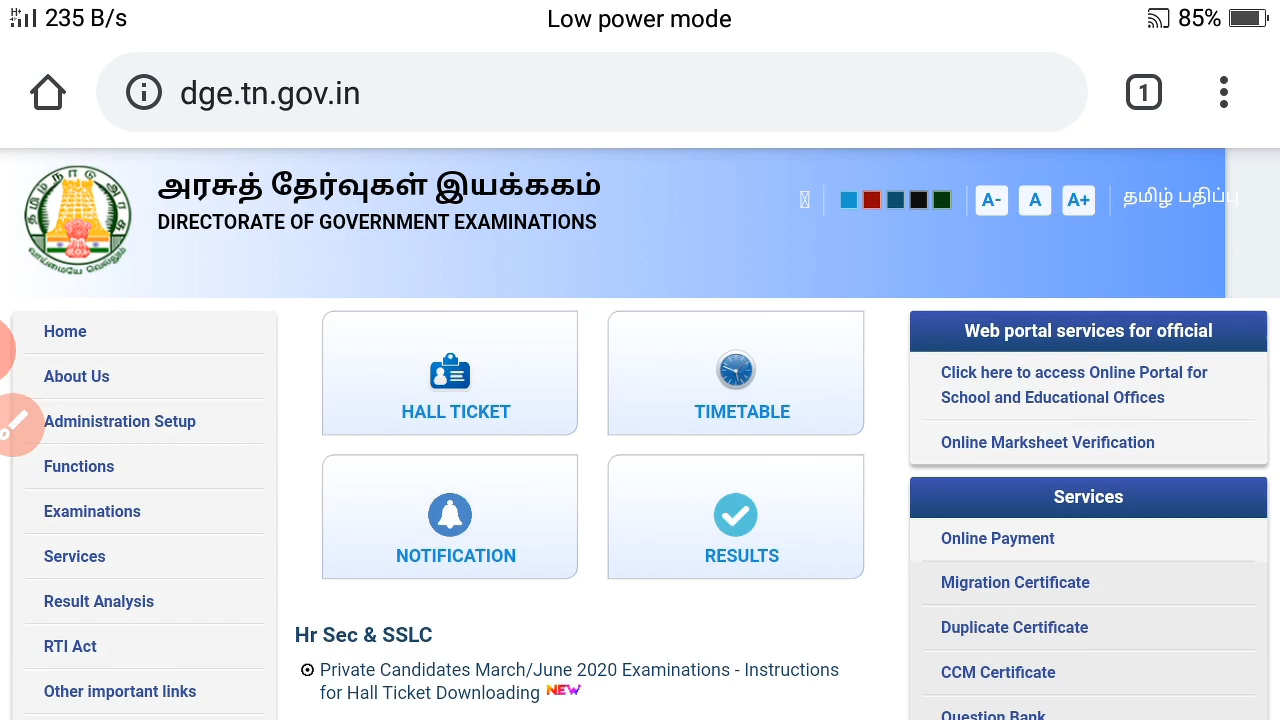 235 B/s
Low power mode
85%
dge.tn.gov.in
1
அரசுத் தேர்வுகள் இயக்ககம்
DIRECTORATE OF GOVERNMENT EXAMINATIONS
A-
A
A+
தமிழ் பதிப்பு
Home
About Us
Administration Setup
Functions
Examinations
Services
Result Analysis
RTI Act
Other important links
HALL TICKET
TIMETABLE
NOTIFICATION
RESULTS
Hr Sec & SSLC
Private Candidates March/June 2020 Examinations - Instructions
for Hall Ticket Downloading NEW
Web portal services for official
Click here to access Online Portal for
School and Educational Offices
Online Marksheet Verification
Services
Online Payment
Migration Certificate
Duplicate Certificate
CCM Certificate
Question Bank